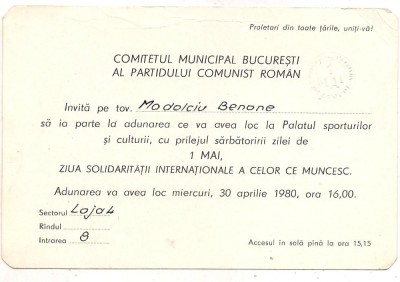 Proletari din toate țările, uniți-vă!
COMITETUL MUNICIPAL BUCUREȘTI
AL PARTIDULUI COMUNIST ROMÂN
Invită pe tov. Modolciu Benone
să ia parte la adunarea ce va avea loc la Palatul sporturilor
și culturii, cu prilejul sărbătoririi zilei de
1 MAI,
ZIUA SOLIDARITĂȚII INTERNAȚIONALE A CELOR CE MUNCESC.
Adunarea va avea loc miercuri, 30 aprilie 1980, ora 16,00.
Sectorul Loja 4
Rîndul
Intrarea 8
Accesul în sală pînă la ora 15,15